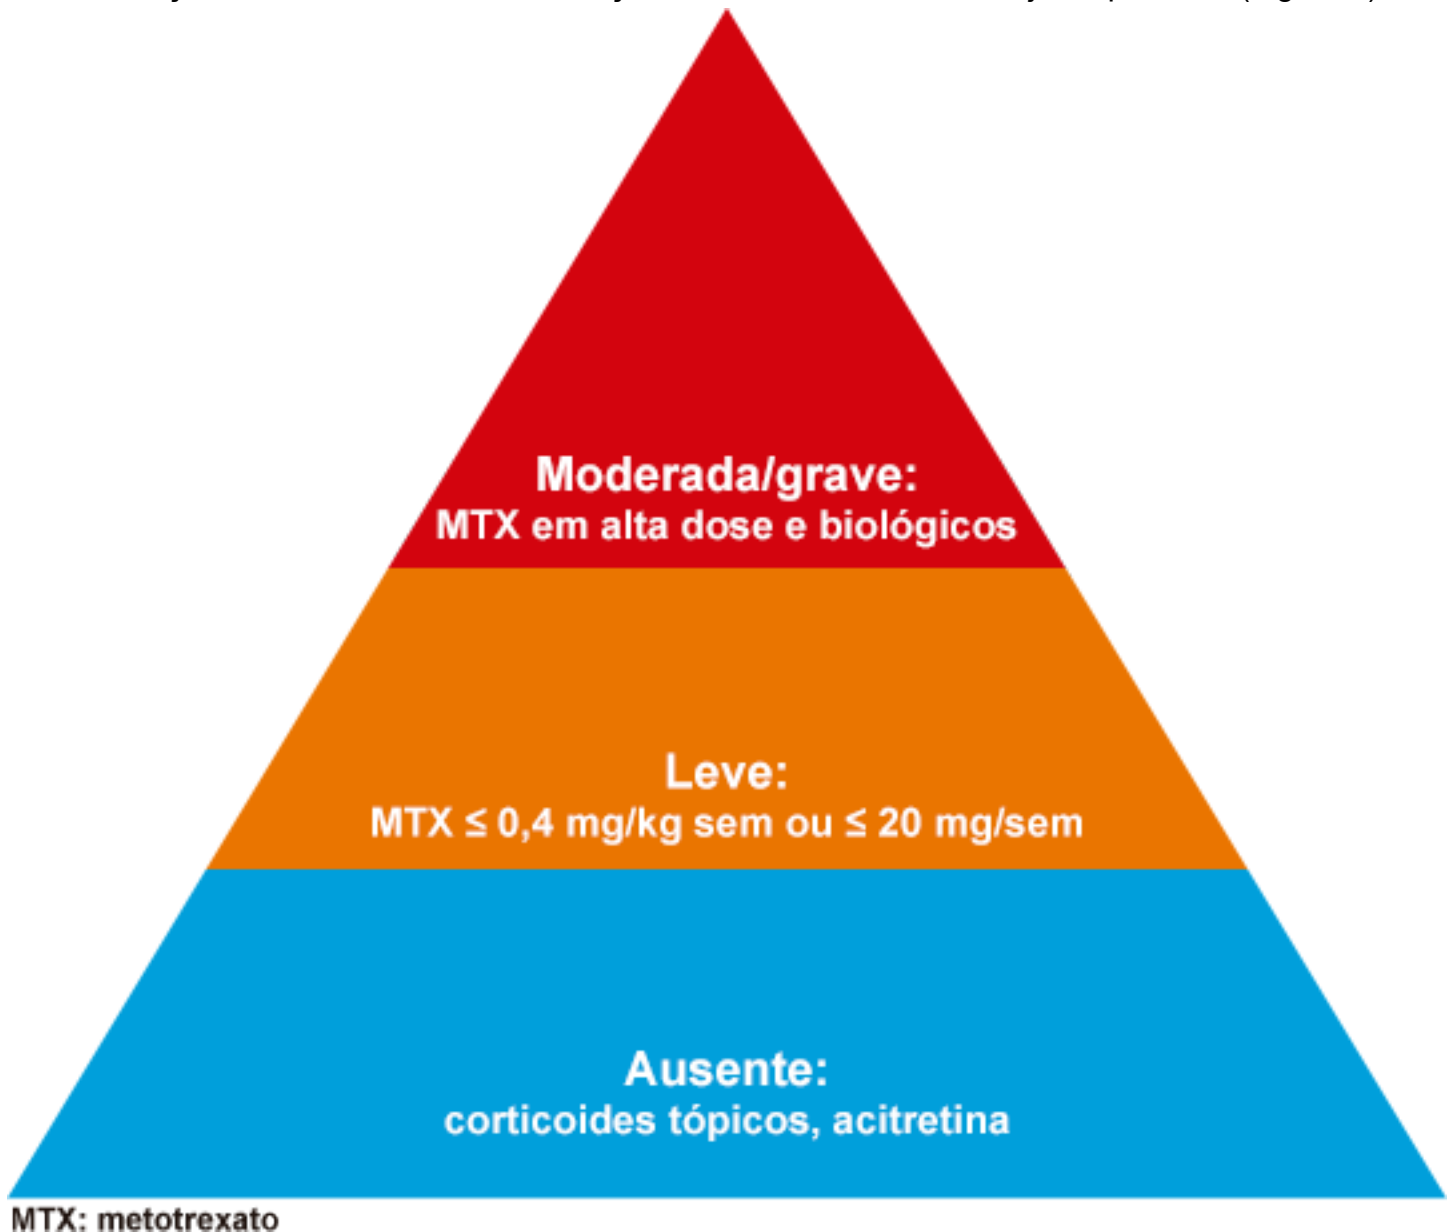 Moderada/grave:
MTX em alta dose e biológicos
Leve:
MTX ≤ 0,4 mg/kg sem ou ≤ 20 mg/sem
Ausente:
corticoides tópicos, acitretina
MTX: metotrexato